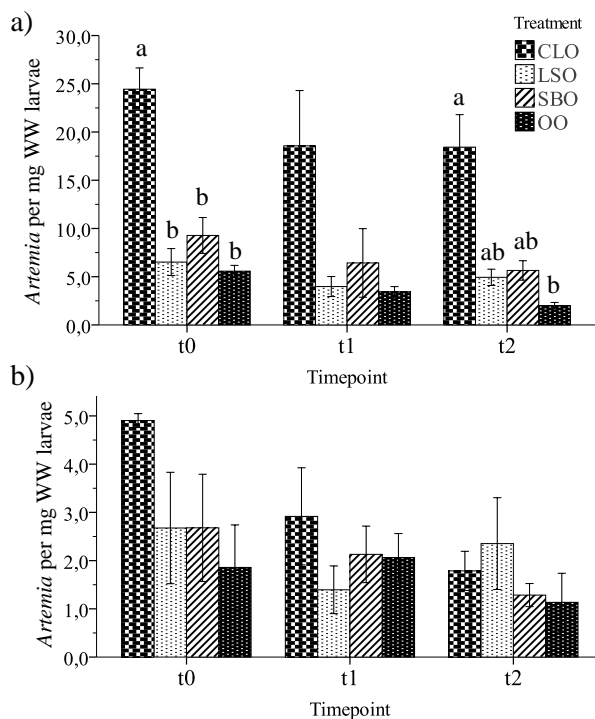 a)
Treatment
CLO
LSO
SBO
OO
Artemia per mg WW larvae
30,0
25,0
20,0
15,0
10,0
5,0
0,0
a
b
b
b
a
ab
ab
b
t0
t1
t2
Timepoint
b)
Artemia per mg WW larvae
5,0
4,0
3,0
2,0
1,0
0,0
t0
t1
t2
Timepoint